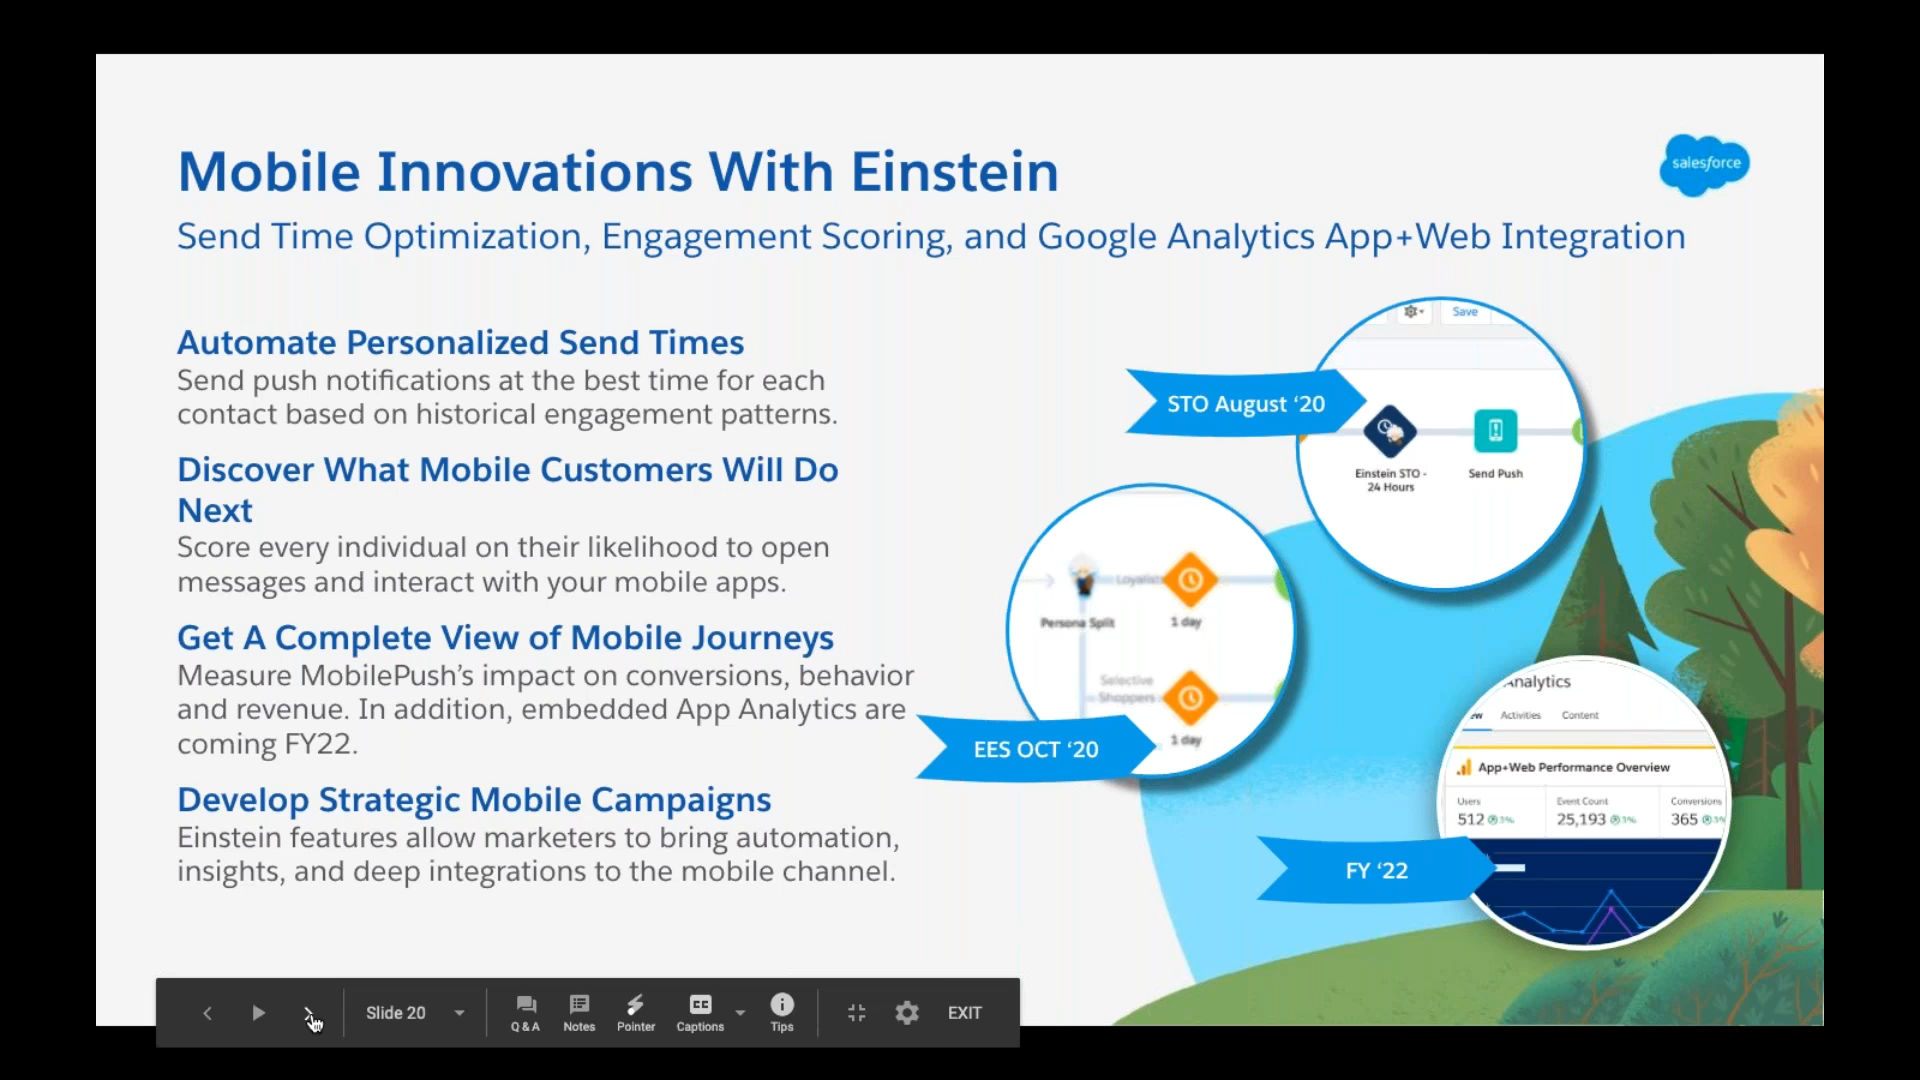 Mobile Innovations With Einstein
salesforce
Send Time Optimization, Engagement Scoring, and Google Analytics App+Web Integration
Automate Personalized Send Times
Send push notifications at the best time for each
contact based on historical engagement patterns.
Discover What Mobile Customers Will Do
Next
Score every individual on their likelihood to open
messages and interact with your mobile apps.
Get A Complete View of Mobile Journeys
Measure MobilePush’s impact on conversions, behavior
and revenue. In addition, embedded App Analytics are
coming FY22.
Develop Strategic Mobile Campaigns
Einstein features allow marketers to bring automation,
insights, and deep integrations to the mobile channel.
Save
STO August ‘20
Einstein STO -
24 Hours
Send Push
Loyalist
Persona Split
1 day
Selective
Shoppers
1 day
EES OCT ‘20
Analytics
Activities Content
App+Web Performance Overview
Users Event Count Conversions
512 3% 25,193 3% 365
FY ‘22
Slide 20
Q & A
Notes
Pointer
Captions
Tips
EXIT